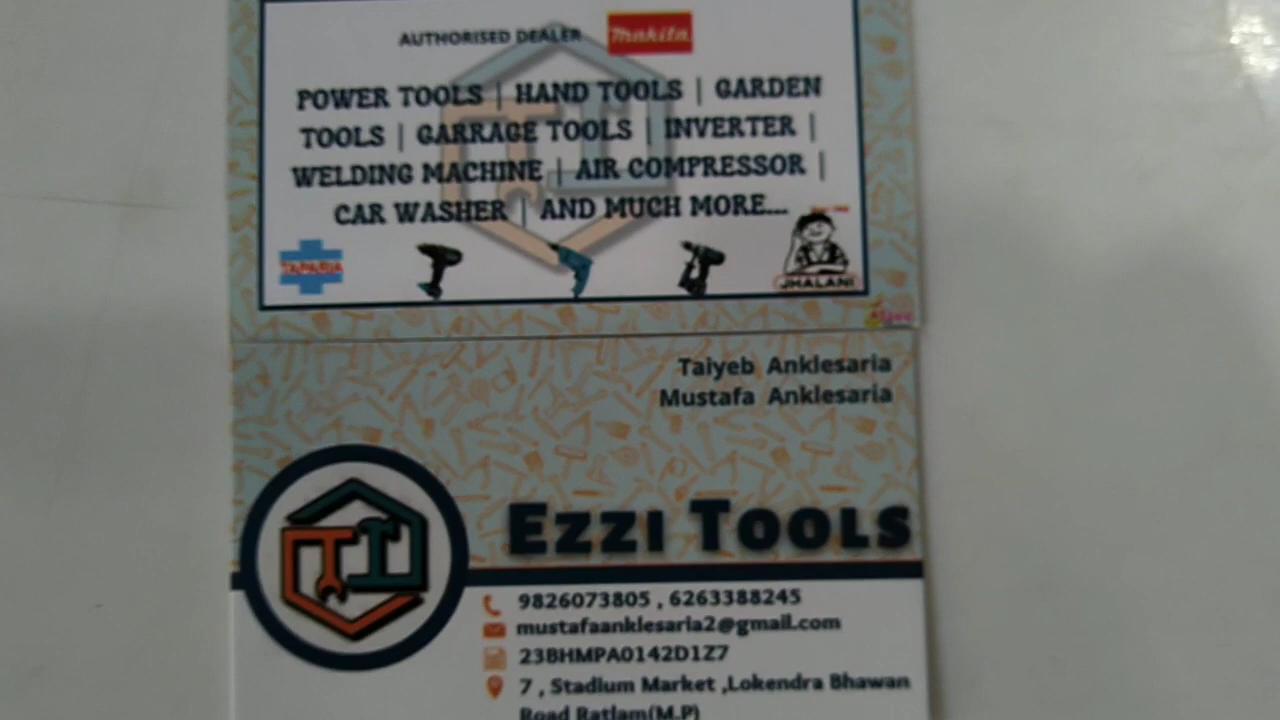 AUTHORISED DEALER makita
POWER TOOLS | HAND TOOLS | GARDEN
TOOLS | GARRAGE TOOLS | INVERTER |
WELDING MACHINE | AIR COMPRESSOR |
CAR WASHER | AND MUCH MORE...
TAPARIA
JHALANI
Taiyeb Anklesaria
Mustafa Anklesaria
EZZI TOOLS
9826073805 , 6263388245
mustafaanklesaria2@gmail.com
23BHMPA0142D1Z7
7 , Stadium Market ,Lokendra Bhawan
Road Ratlam(M.P)